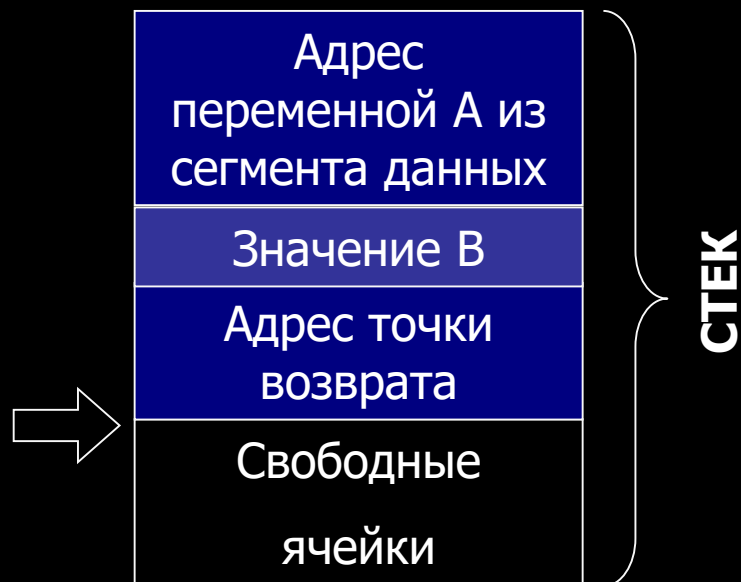 Адрес
переменной А из
сегмента данных
Значение В
Адрес точки
возврата
Свободные
ячейки
СТЕК